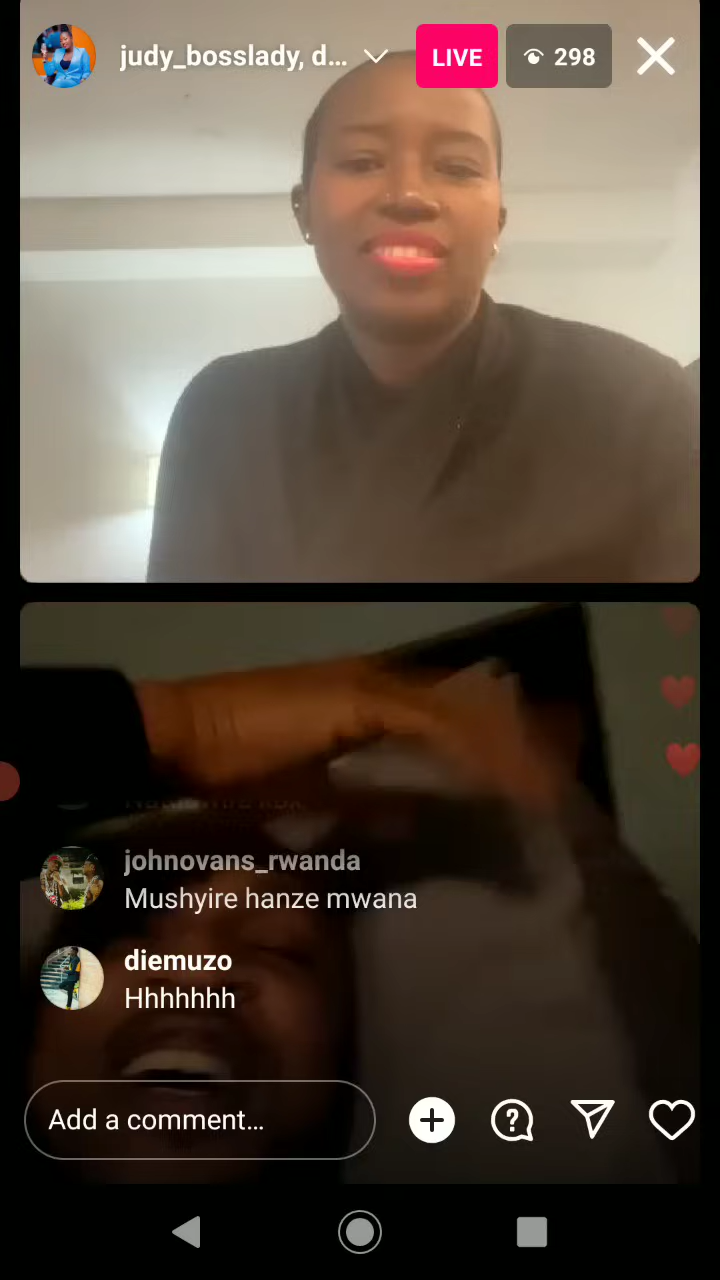 judy_bosslady, d...
LIVE
298
johnovans_rwanda
Mushyire hanze mwana
diemuzo
Hhhhhhh
Add a comment...